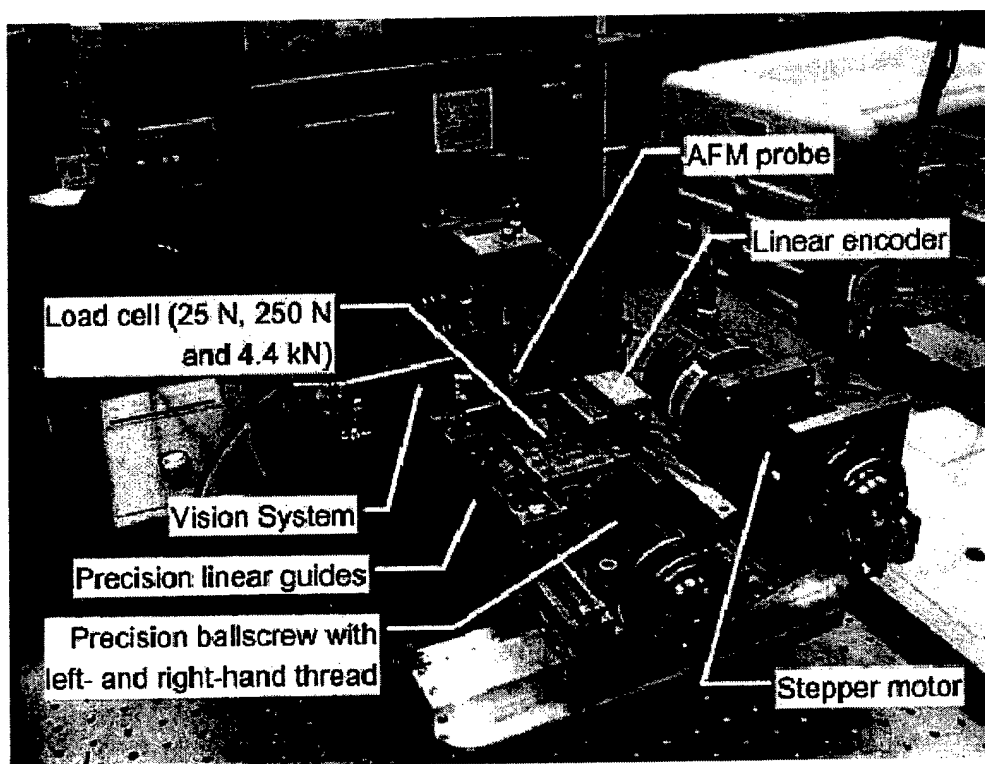 AFM probe
Linear encoder
Load cell (25 N, 250 N
and 4.4 kN)
Vision System
Precision linear guides
Precision ballscrew with
left- and right-hand thread
Stepper motor